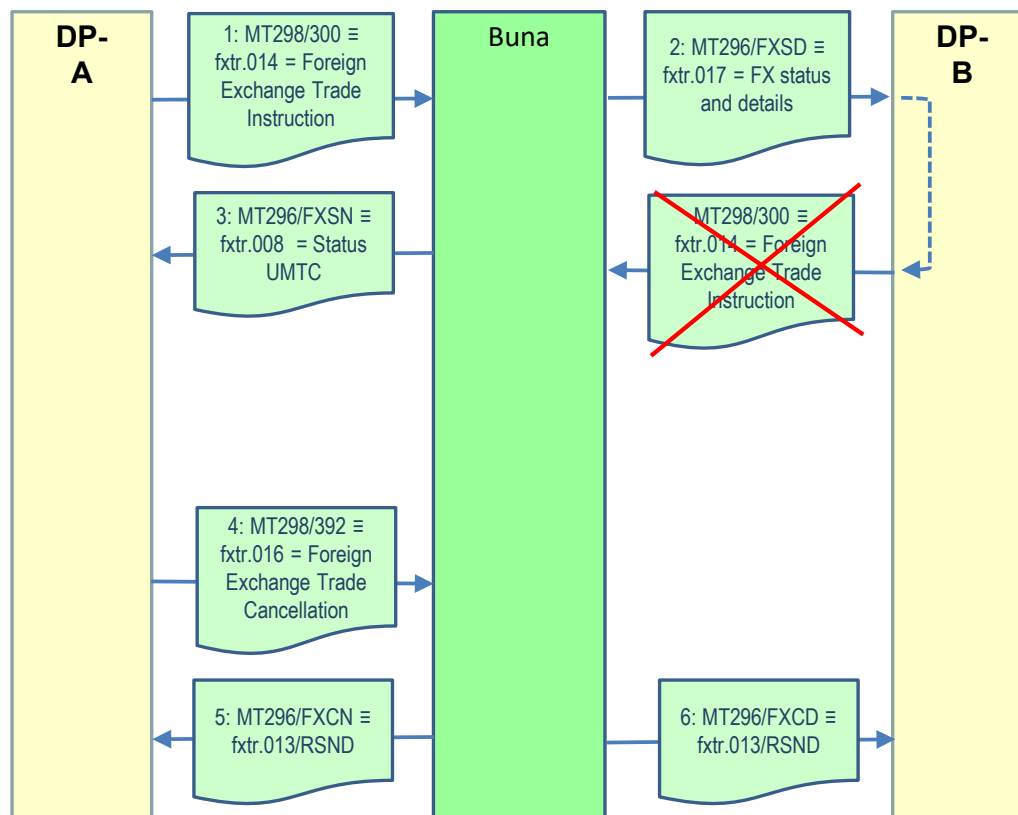 DP-
A
1: MT298/300 ≡
fxtr.014 = Foreign
Exchange Trade
Instruction
Buna
2: MT296/FXSD ≡
fxtr.017 = FX status
and details
DP-
B
3: MT296/FXSN ≡
fxtr.008 = Status
UMTC
MT298/300 ≡
fxtr.014 = Foreign
Exchange Trade
Instruction
4: MT298/392 ≡
fxtr.016 = Foreign
Exchange Trade
Cancellation
5: MT296/FXCN ≡
fxtr.013/RSND
6: MT296/FXCD ≡
fxtr.013/RSND